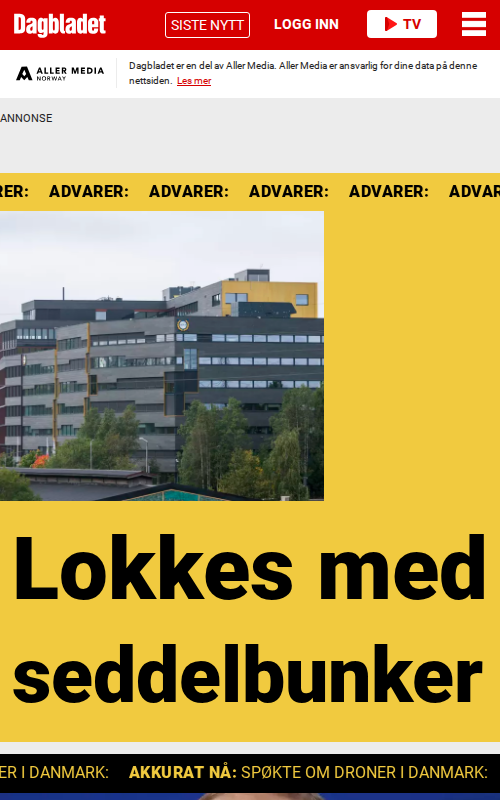 Dagbladet SISTE NYTT LOGG INN TV
ALLER MEDIA
NORWAY
Dagbladet er en del av Aller Media. Aller Media er ansvarlig for dine data på denne
nettsiden. Les mer
ANNONSE
RER: ADVARER: ADVARER: ADVARER: ADVARER: ADVAR
Lokkes med
seddelbunker
ER I DANMARK: AKKURAT NÅ: SPØKTE OM DRONER I DANMARK: